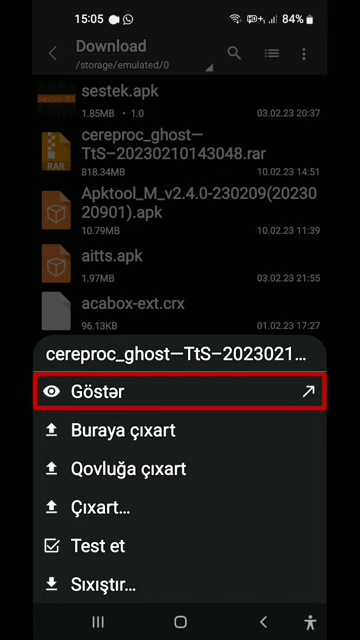 15:05 84%
Download
/storage/emulated/0
sestek.apk
1.85MB • 1.0 03.02.23 20:37
cereproc_ghost—
TtS–20230210143048.rar
RAR
818.34MB 10.02.23 14:51
Apktool_M_v2.4.0-230209(2023020901).apk
10.79MB 10.02.23 11:39
aitts.apk
1.97MB 03.02.23 21:55
acabox-ext.crx
96.13KB 01.02.23 17:27
cereproc_ghost—TtS–2023021...
Göstər
Buraya çıxart
Qovluğa çıxart
Çıxart...
Test et
Sıxıştır...